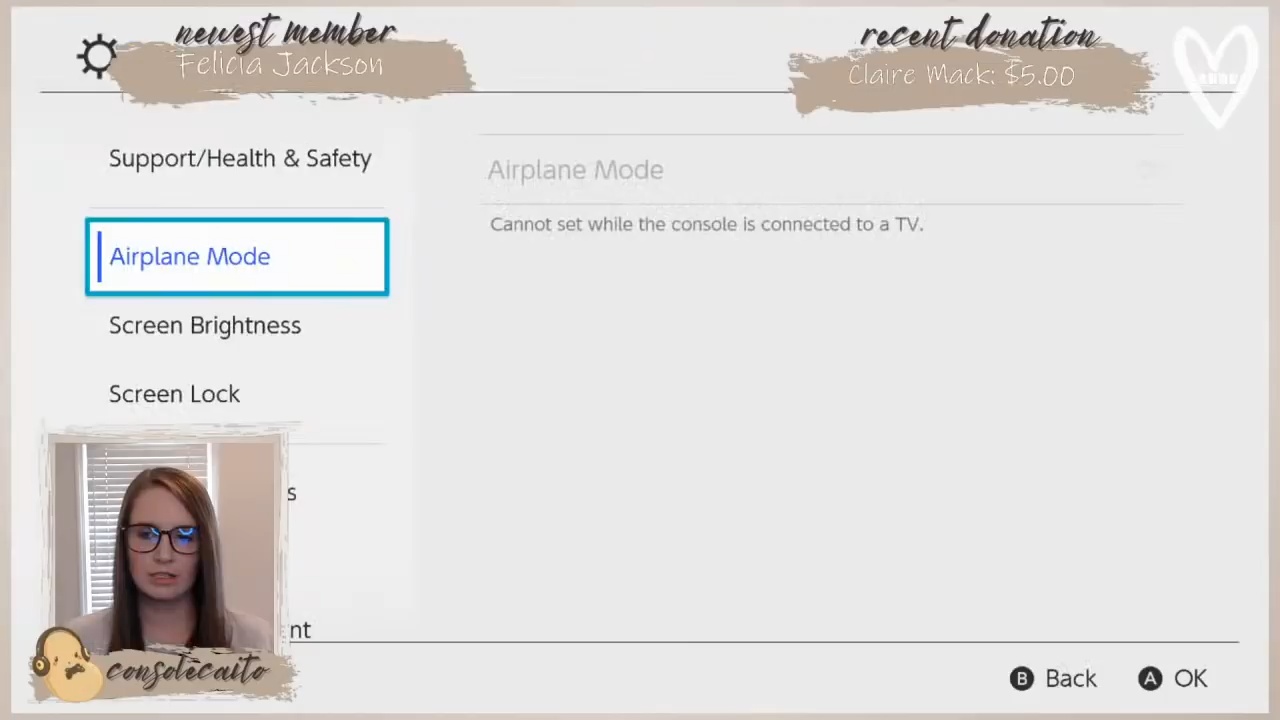 newest member
Felicia Jackson
recent donation
Claire Mack: $5.00
Support/Health & Safety
Airplane Mode
Screen Brightness
Screen Lock
s
nt
Airplane Mode
Cannot set while the console is connected to a TV.
consolecaito
B Back
A OK